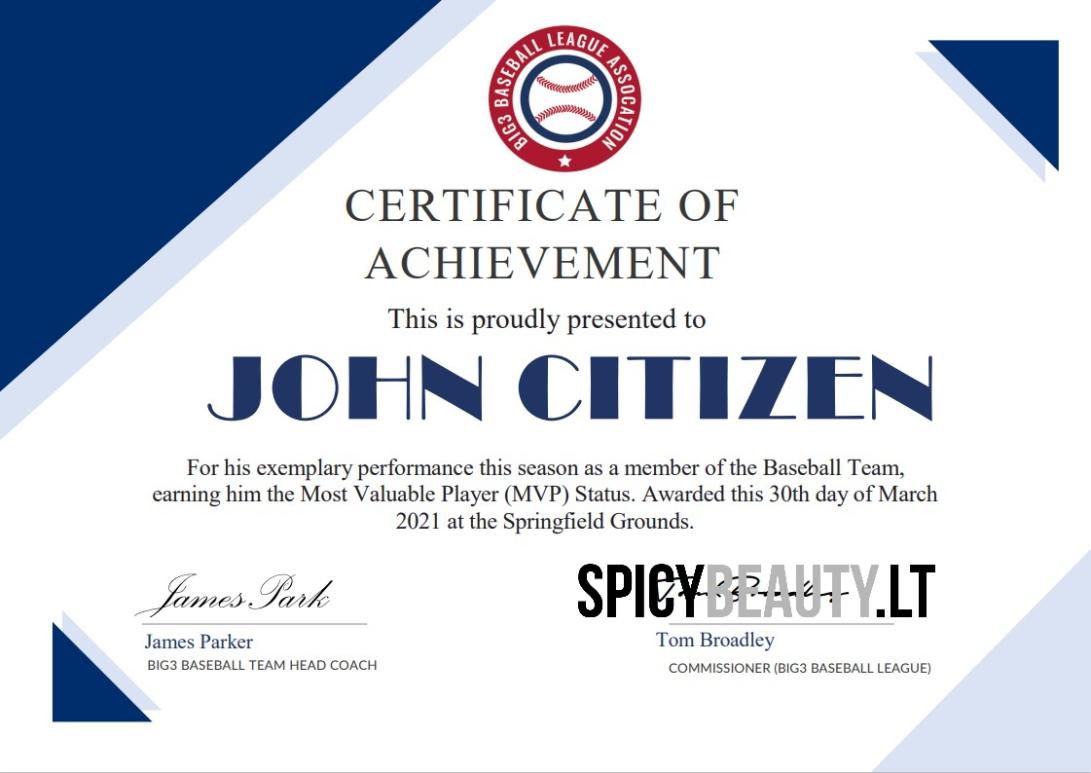 BIG3 BASEBALL LEAGUE ASSOCATION
CERTIFICATE OF
ACHIEVEMENT
This is proudly presented to
JOHN CITIZEN
For his exemplary performance this season as a member of the Baseball Team,
earning him the Most Valuable Player (MVP) Status. Awarded this 30th day of March
2021 at the Springfield Grounds.
James Park
SPICYBEAUTY.LT
James Parker
Tom Broadley
BIG3 BASEBALL TEAM HEAD COACH
COMMISSIONER (BIG3 BASEBALL LEAGUE)